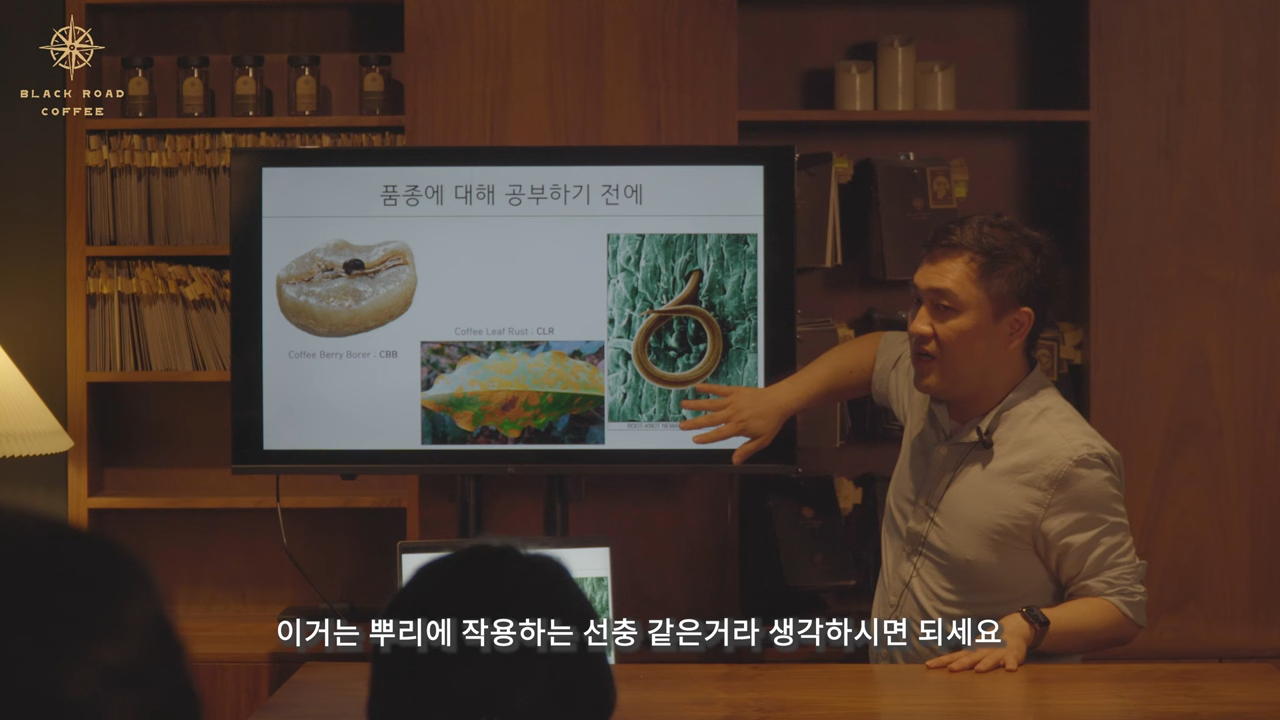 BLACK ROAD
COFFEE
품종에 대해 공부하기 전에
Coffee Leaf Rust ; CLR
Coffee Berry Borer ; CBB
ROOT-KNOT
이거는 뿌리에 작용하는 선충 같은거라 생각하시면 되세요